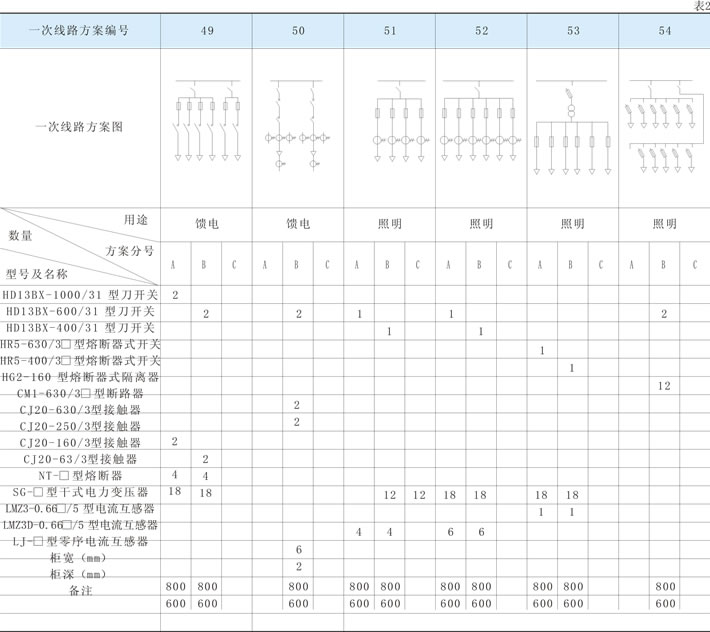 表2
一次线路方案编号 49 50 51 52 53 54
一次线路方案图
用途 馈电 馈电 照明 照明 照明 照明
数量
方案分号
型号及名称
A B C A B C A B C A B C A B C A B C
HD13BX-1000/31 型刀开关 2
HD13BX-600/31 型刀开关 2 2 1 1 2
HD13BX-400/31 型刀开关 1 1
HR5-630/3□型熔断器式开关 1
HR5-400/3□型熔断器式开关 1
HG2-160 型熔断器式隔离器 12
CM1-630/3□型断路器
CJ20-630/3型接触器 2
CJ20-250/3型接触器 2
CJ20-160/3型接触器 2
CJ20-63/3型接触器 2
NT-□型熔断器 4 4
SG-□型干式电力变压器 18 18 12 12 18 18 18 18
LMZ3-0.66□/5 型电流互感器 1 1
LMZ3D-0.66□/5 型电流互感器 4 4 6 6
LJ-□型零序电流互感器
柜宽（mm） 6
柜深（mm） 2
备注 800 800 800 800 800 800 800 800 800 800
600 600 600 600 600 600 600 600 600 600